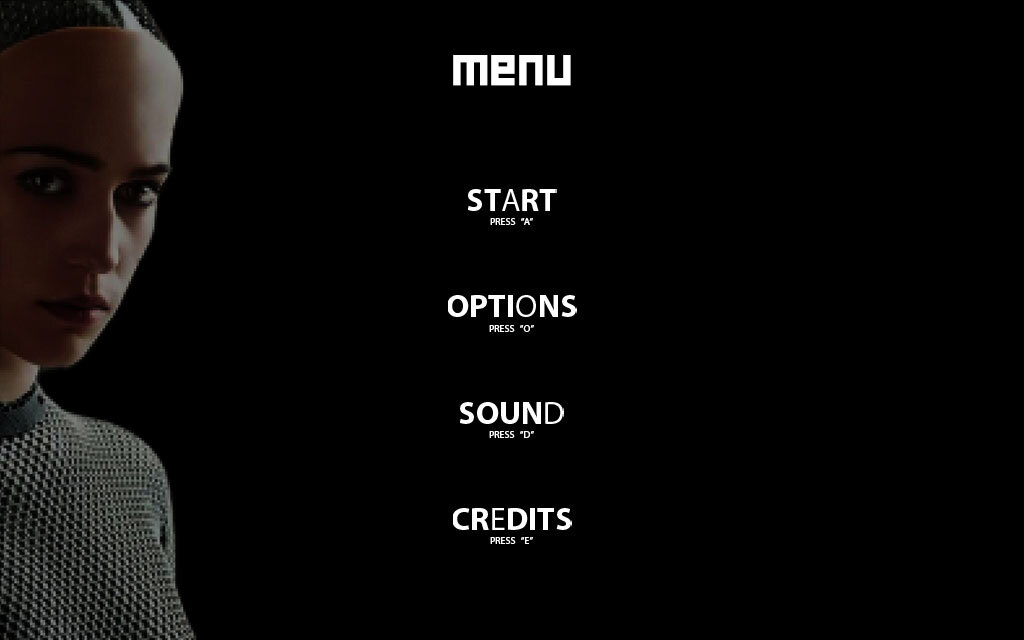 menu
START
PRESS "A"
OPTIONS
PRESS "O"
SOUND
PRESS "D"
CREDITS
PRESS "E"